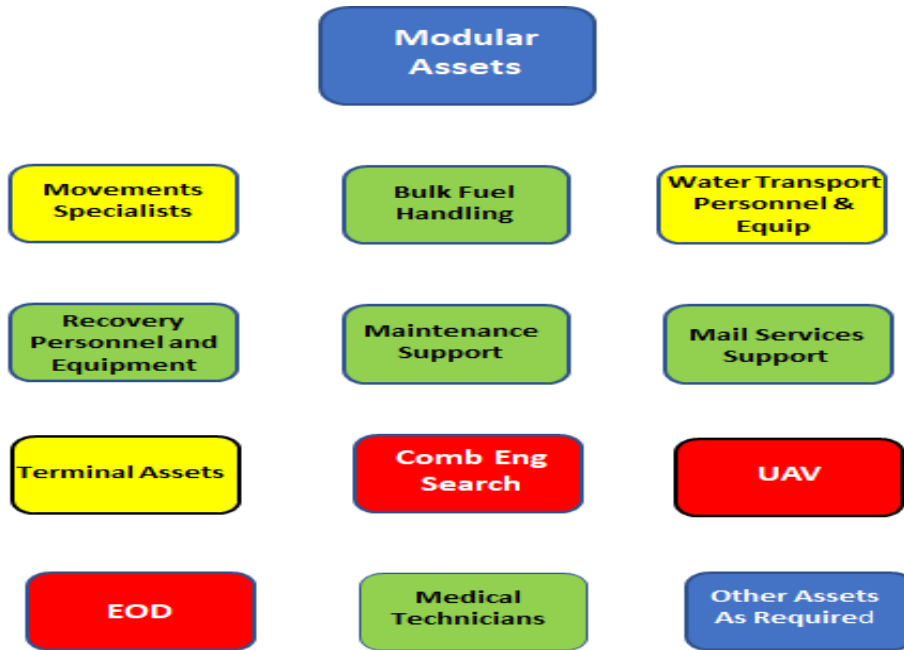 Modular
Assets
Movements
Specialists
Bulk Fuel
Handling
Water Transport
Personnel &
Equip
Recovery
Personnel and
Equipment
Maintenance
Support
Mail Services
Support
Terminal Assets
Comb Eng
Search
UAV
EOD
Medical
Technicians
Other Assets
As Required